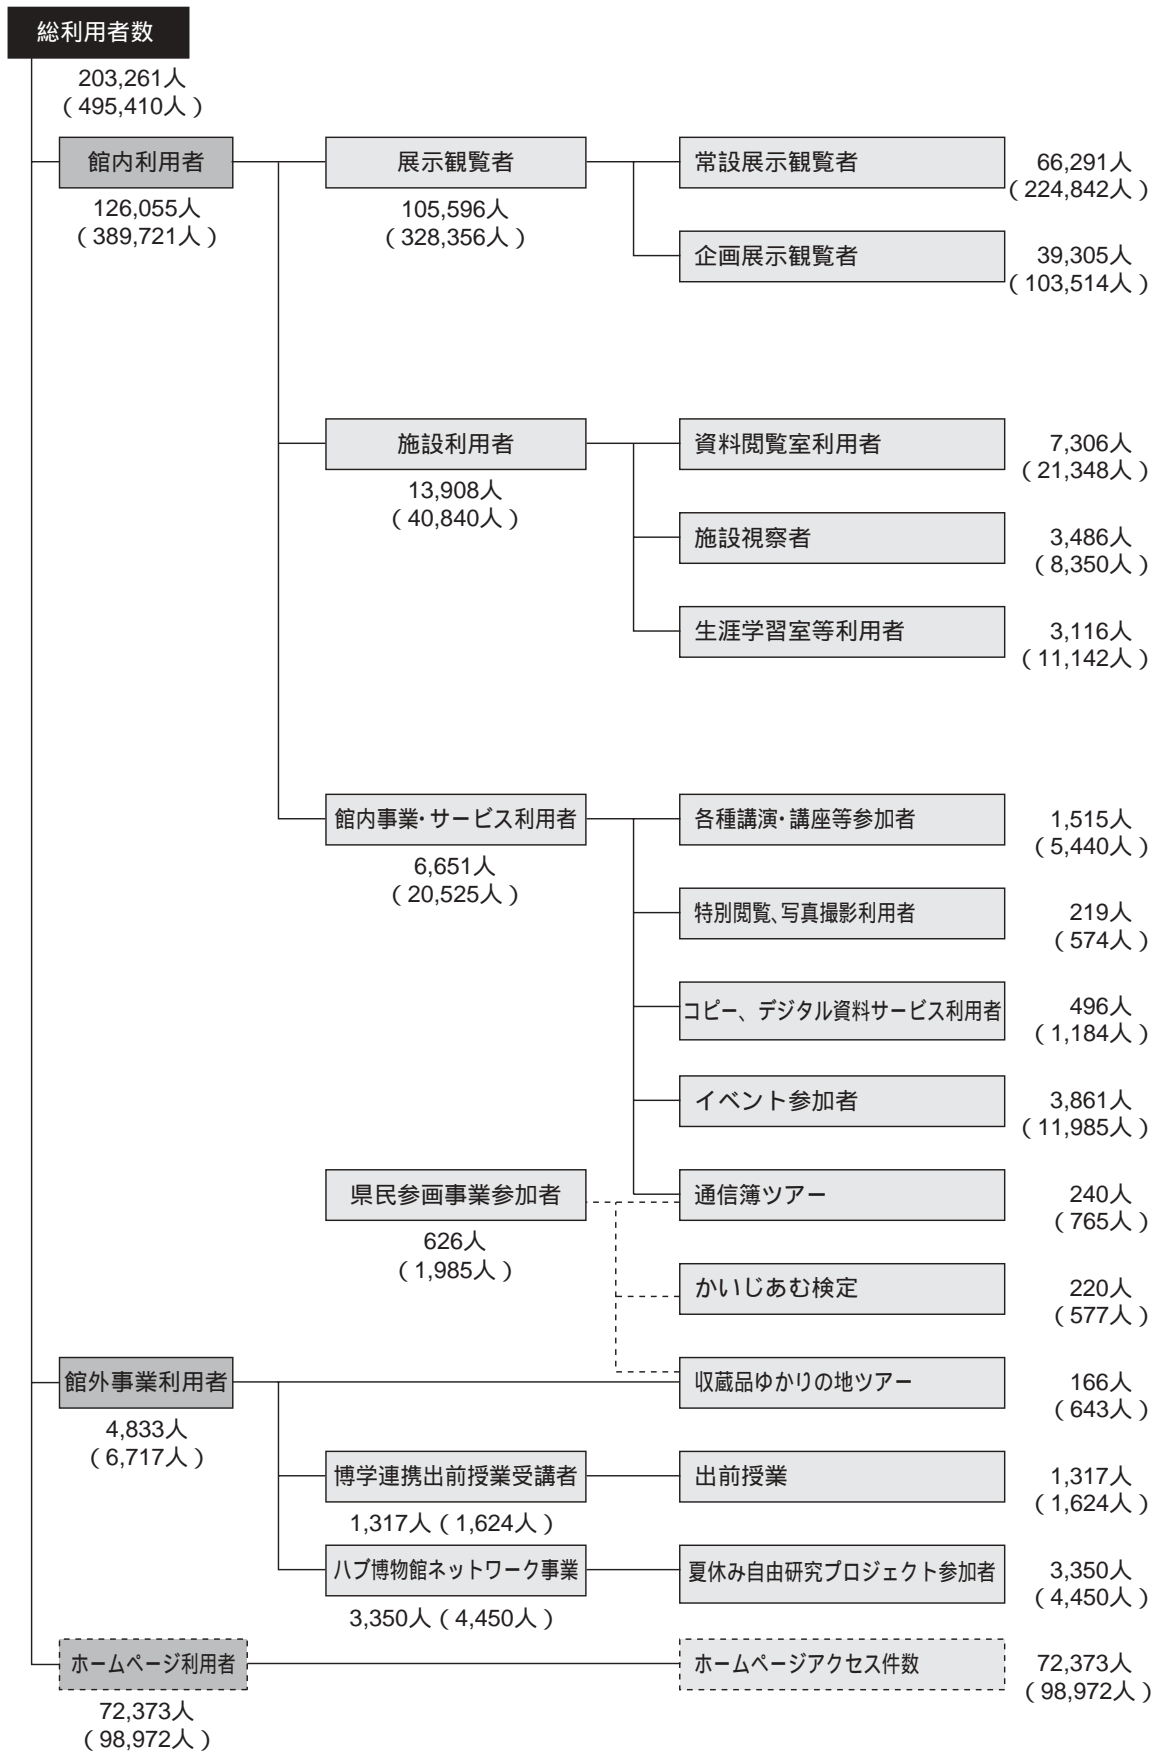 総利用者数
203,261人
（495,410人）
館内利用者
126,055人
（389,721人）
展示観覧者
105,596人
（328,356人）
常設展示観覧者
66,291人
（224,842人）
企画展示観覧者
39,305人
（103,514人）
施設利用者
13,908人
（40,840人）
資料閲覧室利用者
7,306人
（21,348人）
施設視察者
3,486人
（8,350人）
生涯学習室等利用者
3,116人
（11,142人）
館内事業・サービス利用者
6,651人
（20,525人）
各種講演・講座等参加者
1,515人
（5,440人）
特別閲覧、写真撮影利用者
219人
（574人）
コピー、デジタル資料サービス利用者
496人
（1,184人）
イベント参加者
3,861人
（11,985人）
県民参画事業参加者
626人
（1,985人）
通信簿ツアー
240人
（765人）
かいじあむ検定
220人
（577人）
館外事業利用者
4,833人
（6,717人）
収蔵品ゆかりの地ツアー
166人
（643人）
博学連携出前授業受講者
1,317人（1,624人）
出前授業
1,317人
（1,624人）
ハブ博物館ネットワーク事業
3,350人（4,450人）
夏休み自由研究プロジェクト参加者
3,350人
（4,450人）
ホームページ利用者
72,373人
（98,972人）
ホームページアクセス件数
72,373人
（98,972人）